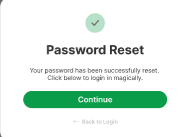 Password Reset
Your password has been successfully reset.
Click below to login in magically.
Continue
← Back to Login